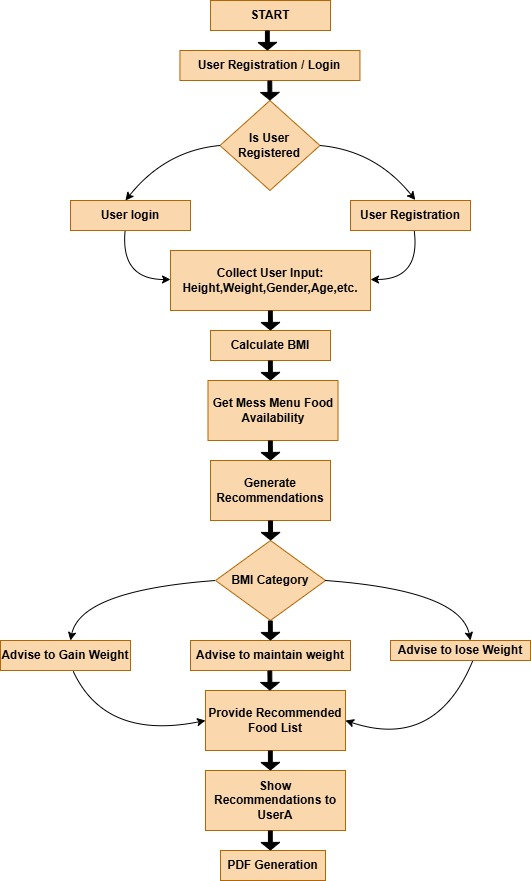 START
User Registration / Login
Is User
Registered
User login
User Registration
Collect User Input:
Height,Weight,Gender,Age,etc.
Calculate BMI
Get Mess Menu Food
Availability
Generate
Recommendations
BMI Category
Advise to Gain Weight
Advise to maintain weight
Advise to lose Weight
Provide Recommended
Food List
Show
Recommendations to
UserA
PDF Generation